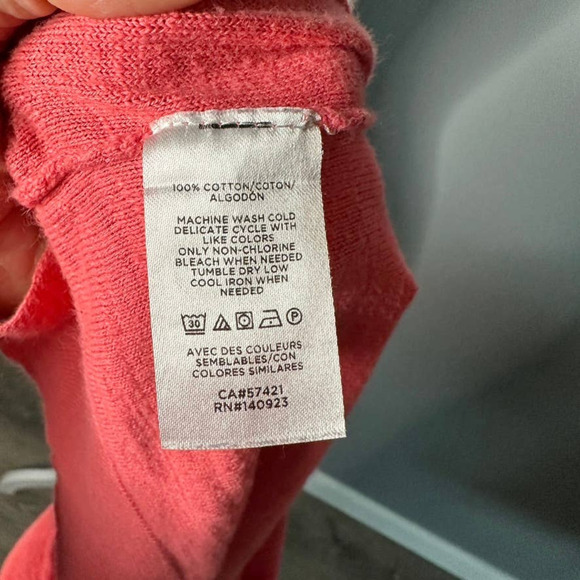 100% COTTON/COTON/
ALGODÓN
MACHINE WASH COLD
DELICATE CYCLE WITH
LIKE COLORS
ONLY NON-CHLORINE
BLEACH WHEN NEEDED
TUMBLE DRY LOW
COOL IRON WHEN
NEEDED
30 P
AVEC DES COULEURS
SEMBLABLES/CON
COLORES SIMILARES
CA#57421
RN#140923